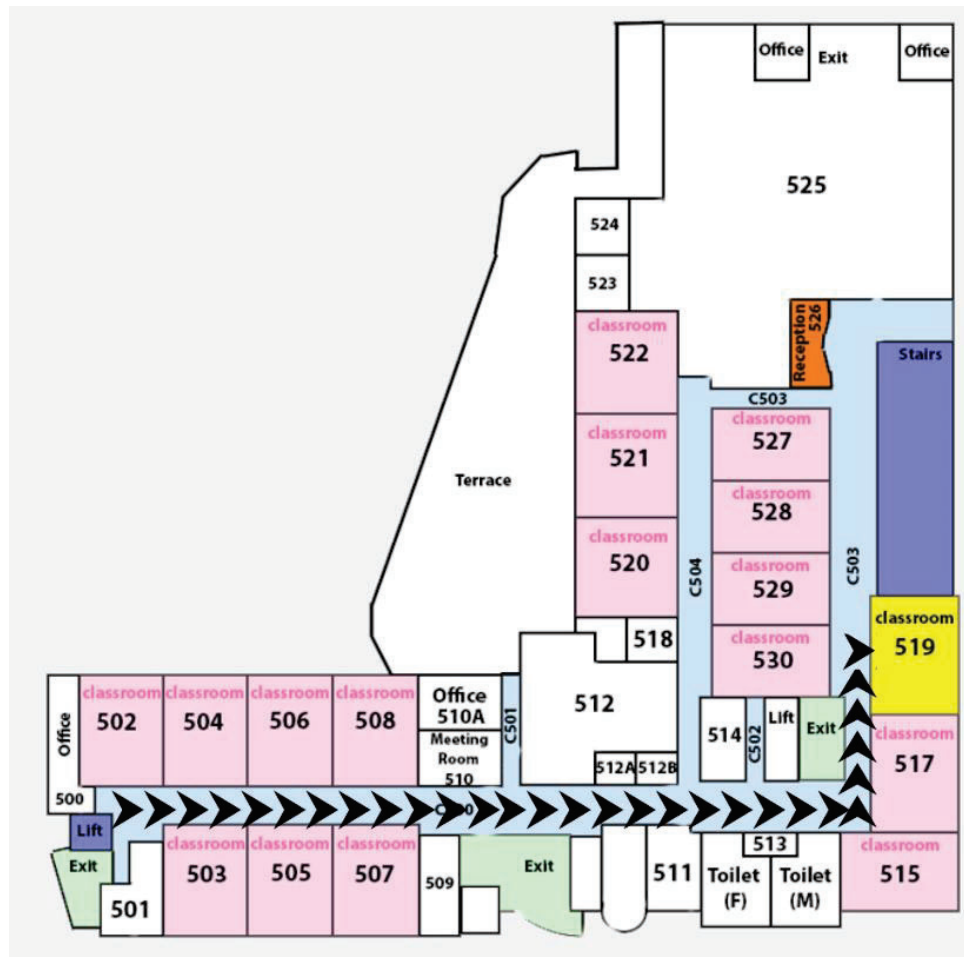 Office
Exit
Office
525
524
523
classroom
522
Reception
526
Stairs
C503
classroom
527
classroom
521
Terrace
classroom
528
classroom
520
C504
classroom
529
C503
classroom
519
518
classroom
530
Office
classroom
502
classroom
504
classroom
506
classroom
508
Office
510A
C501
512
514
C502
Lift
Exit
classroom
517
Meeting
Room
510
512A
512B
500
Lift
Exit
501
classroom
503
classroom
505
classroom
507
509
Exit
511
513
Toilet
(F)
Toilet
(M)
classroom
515